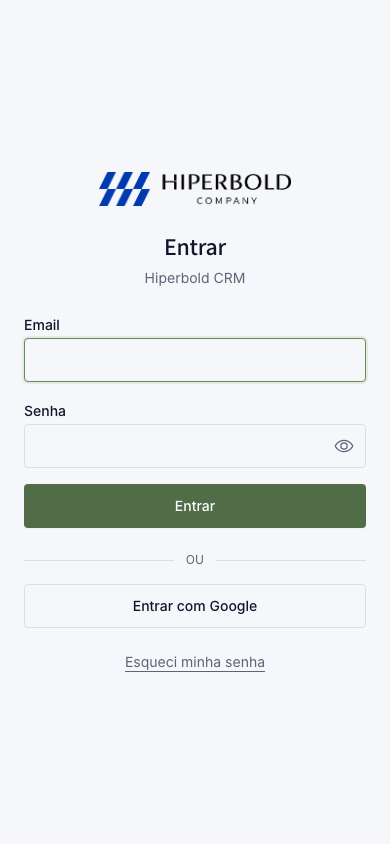 HIPERBOLD
COMPANY
Entrar
Hiperbold CRM
Email
Senha
Entrar
OU
Entrar com Google
Esqueci minha senha